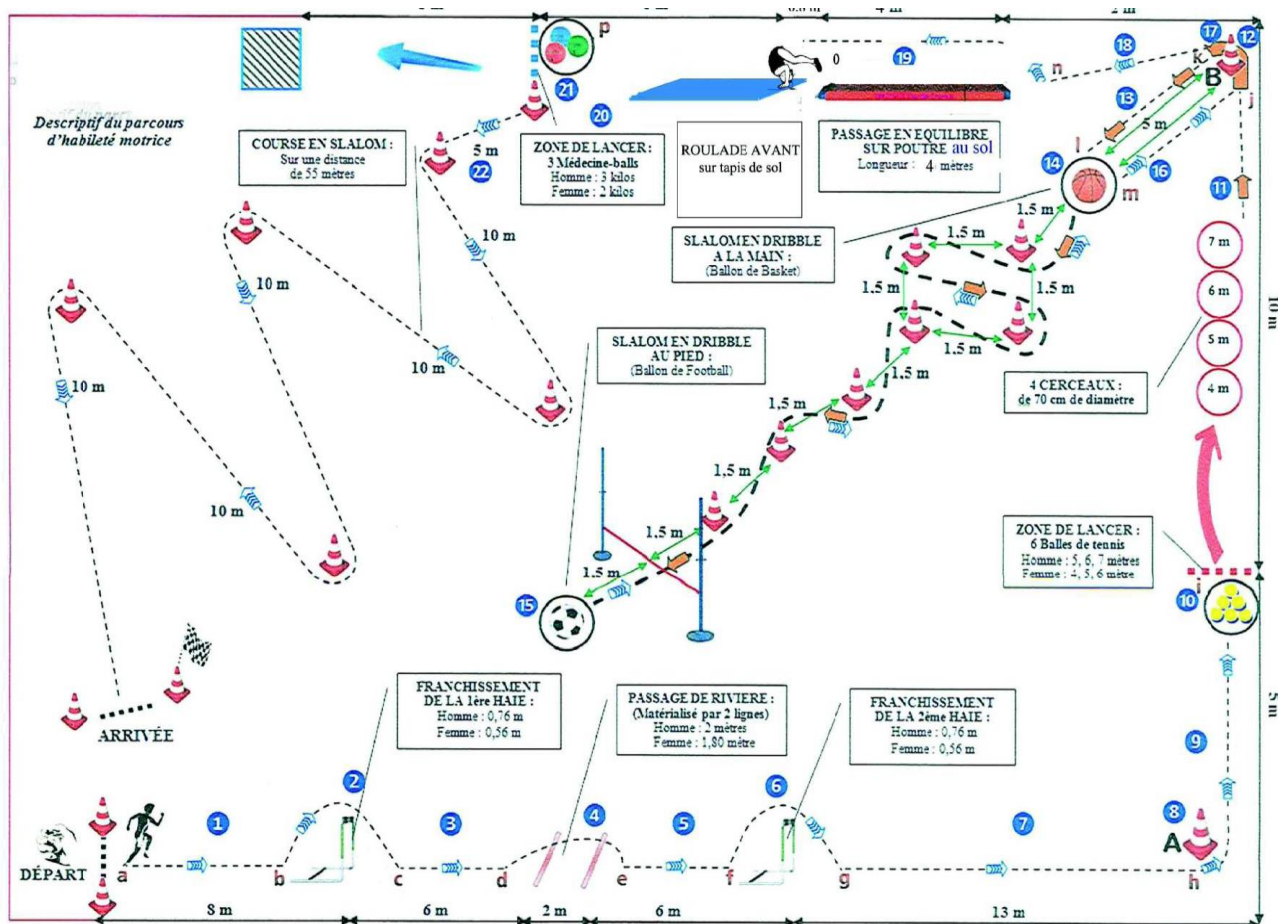 4 m
2 m
Descriptif du parcours
d'habileté motrice
COURSE EN SLALOM :
Sur une distance
de 55 mètres
p
21
20
5 m
22
ZONE DE LANCER :
3 Médecine-balls
Homme : 3 kilos
Femme : 2 kilos
ROULADE AVANT
sur tapis de sol
0
19
PASSAGE EN EQUILIBRE
SUR POUTRE au sol
Longueur : 4 mètres
n
18
17
12
K
B
j
13
5 m
l
14
m
16
11
SLALOM EN DRIBBLE
A LA MAIN :
(Ballon de Basket)
1.5 m
1.5 m
1.5 m
1.5 m
1.5 m
1.5 m
1,5 m
1,5 m
1.5 m
1.5 m
10 m
10 m
10 m
10 m
10 m
SLALOM EN DRIBBLE
AU PIED :
(Ballon de Football)
15
7 m
6 m
5 m
4 m
4 CERCEAUX :
de 70 cm de diamètre
10 m
ZONE DE LANCER :
6 Balles de tennis
Homme : 5, 6, 7 mètres
Femme : 4, 5, 6 mètre
i
10
5 m
9
ARRIVÉE
FRANCHISSEMENT
DE LA 1ère HAIE :
Homme : 0,76 m
Femme : 0,56 m
PASSAGE DE RIVIERE :
(Matérialisé par 2 lignes)
Homme : 2 mètres
Femme : 1,80 mètre
FRANCHISSEMENT
DE LA 2ème HAIE :
Homme : 0,76 m
Femme : 0,56 m
1
2
3
4
5
6
7
8
A
DÉPART
a
b
c
d
e
f
g
h
8 m
6 m
2 m
6 m
13 m